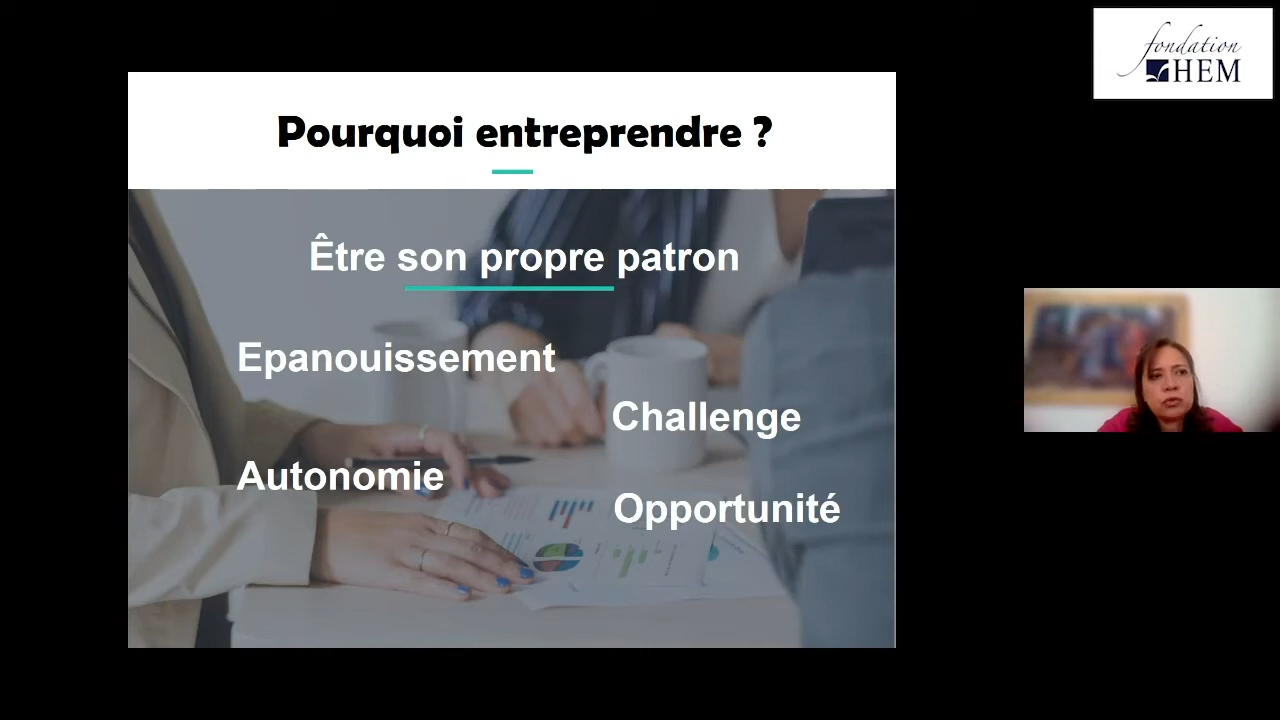 fondation
HEM
Pourquoi entreprendre ?
Être son propre patron
Epanouissement
Challenge
Autonomie
Opportunité